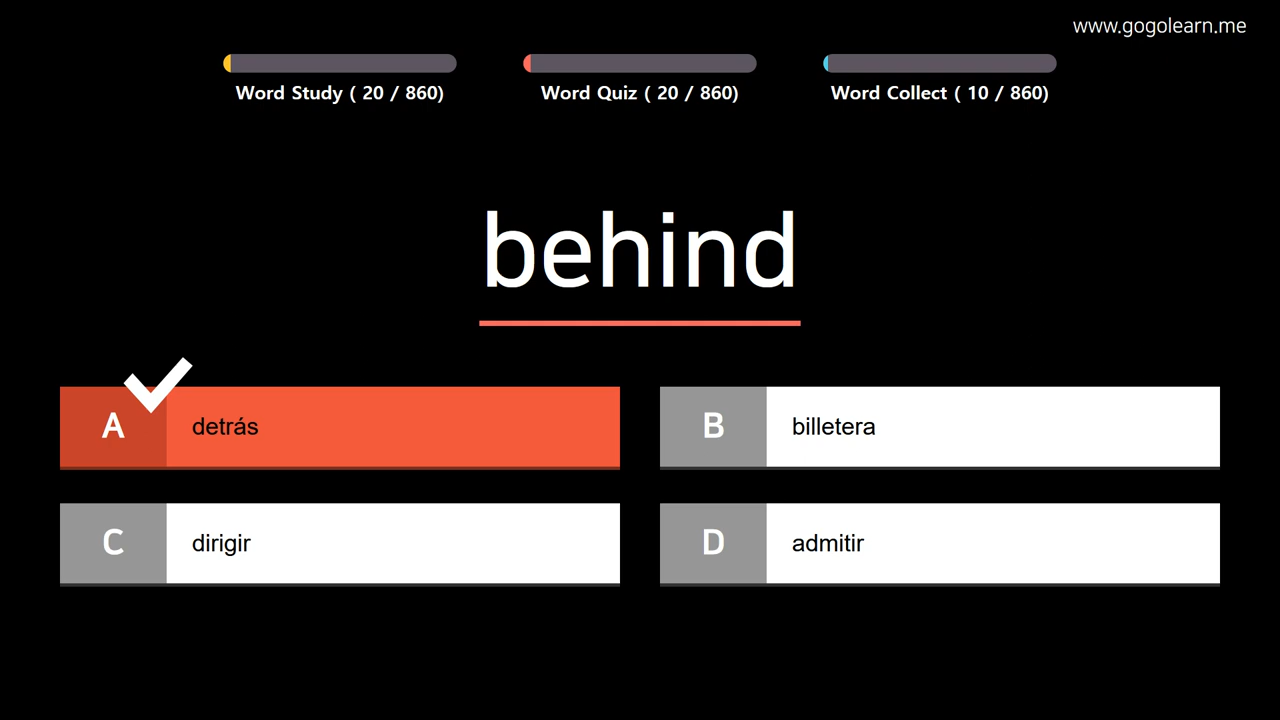 www.gogolearn.me
Word Study ( 20 / 860)
Word Quiz ( 20 / 860)
Word Collect ( 10 / 860)
behind
A detrás
B billetera
C dirigir
D admitir